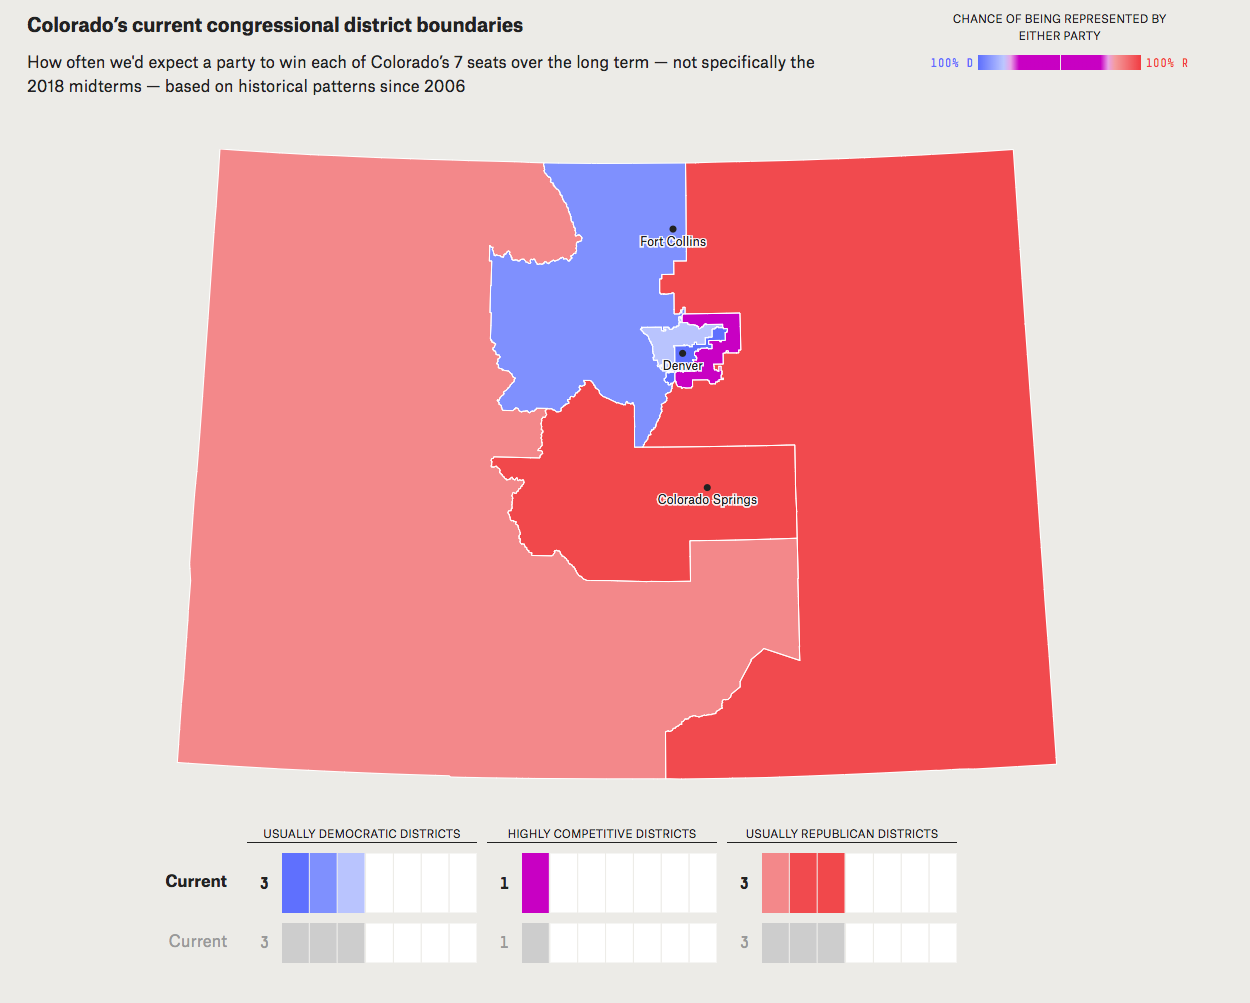 Colorado's current congressional district boundaries
How often we'd expect a party to win each of Colorado's 7 seats over the long term — not specifically the
2018 midterms — based on historical patterns since 2006
CHANCE OF BEING REPRESENTED BY
EITHER PARTY
100% D
100% R
Fort Collins
Denver
Colorado Springs
USUALLY DEMOCRATIC DISTRICTS
HIGHLY COMPETITIVE DISTRICTS
USUALLY REPUBLICAN DISTRICTS
Current 3 1 3
Current 3 1 3